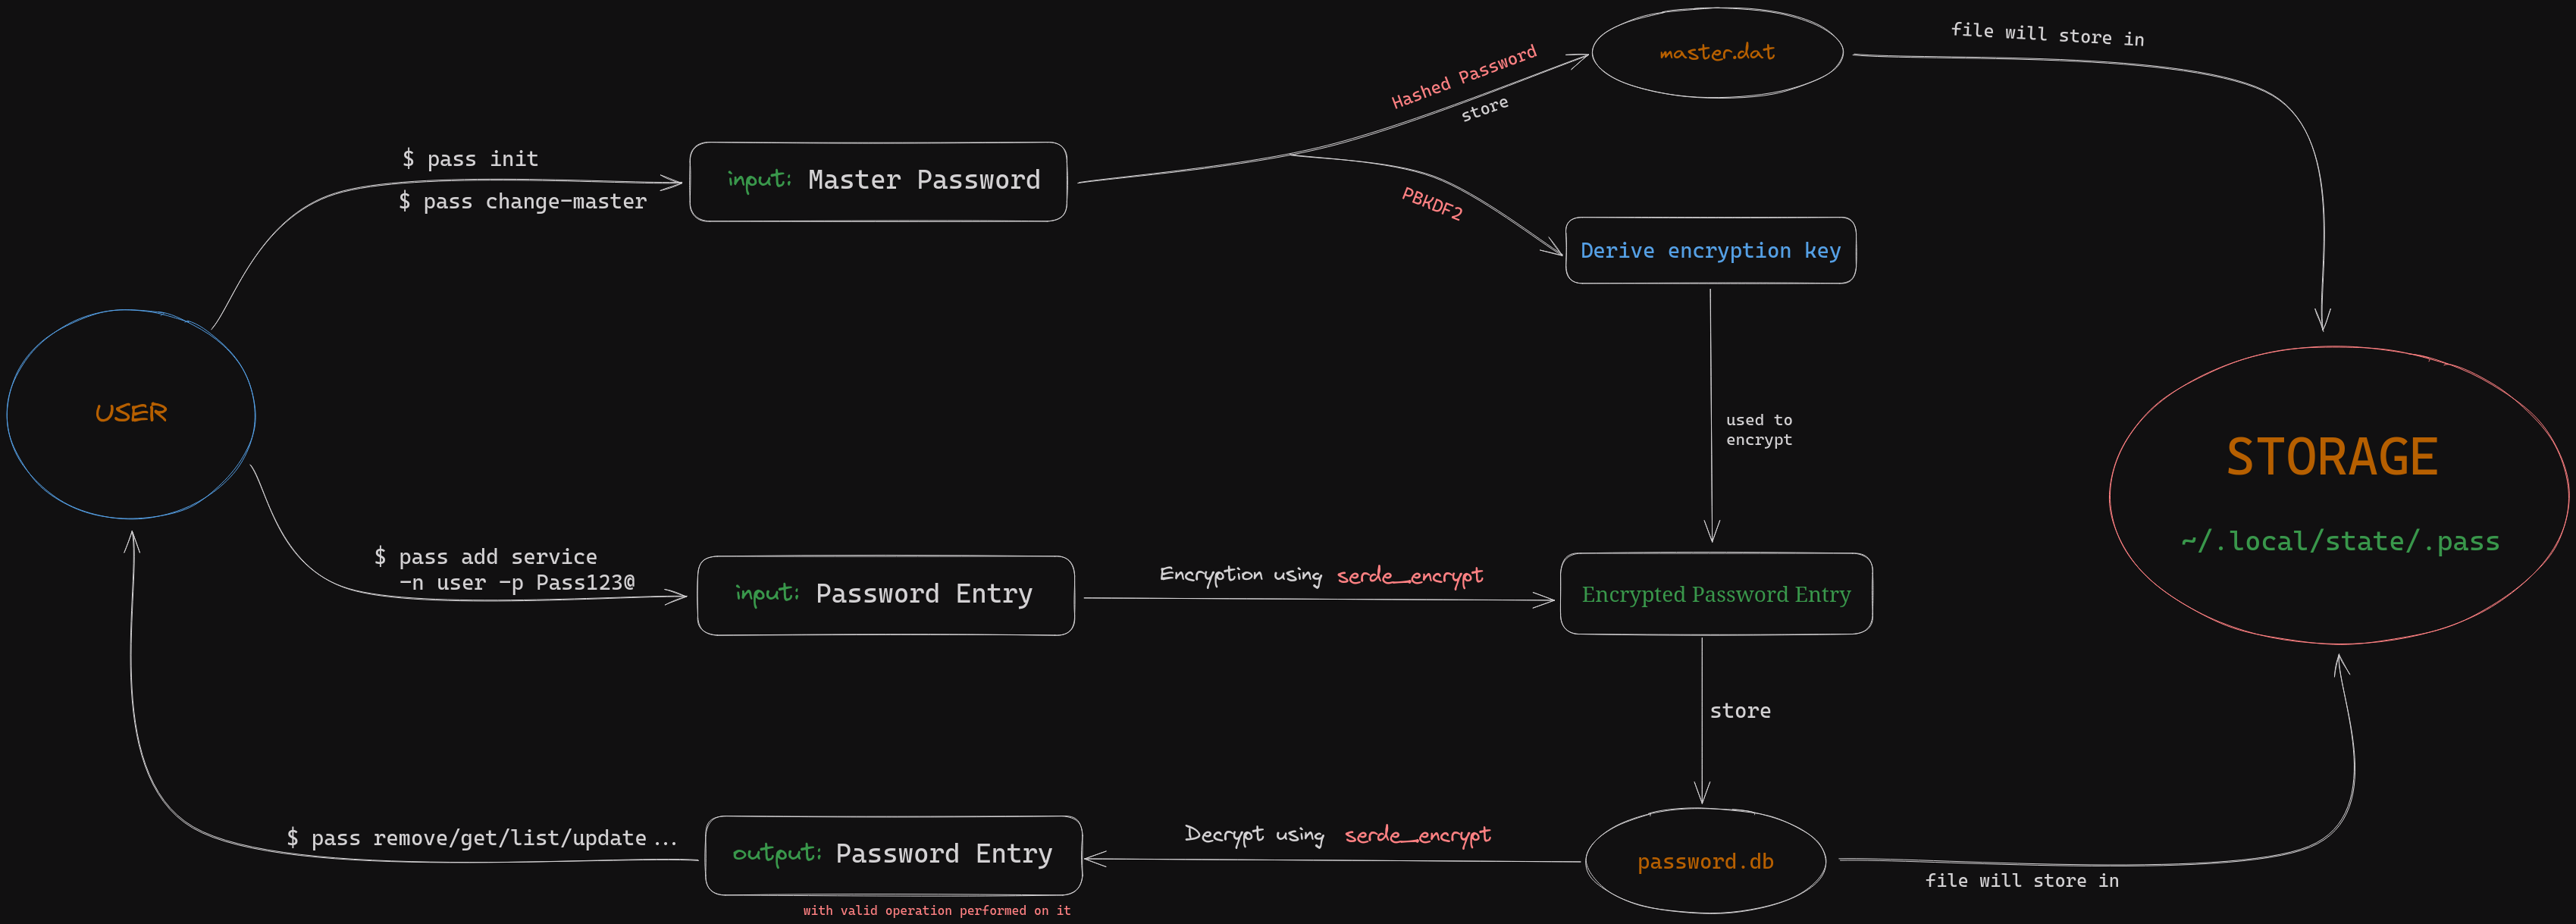 file will store in
master.dat
Hashed Password
store
$ pass init
$ pass change-master
input: Master Password
PBKDF2
Derive encryption key
USER
used to
encrypt
STORAGE
~/.local/state/.pass
$ pass add service
-n user -p Pass123@
input: Password Entry
Encryption using serde_encrypt
Encrypted Password Entry
store
$ pass remove/get/list/update...
output: Password Entry
with valid operation performed on it
Decrypt using serde_encrypt
password.db
file will store in